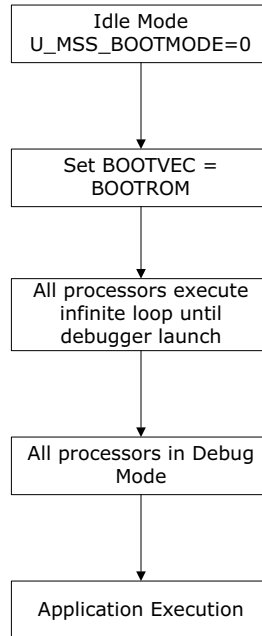 Idle Mode
U_MSS_BOOTMODE=0
Set BOOTVEC =
BOOTROM
All processors execute
infinite loop until
debugger launch
All processors in Debug
Mode
Application Execution